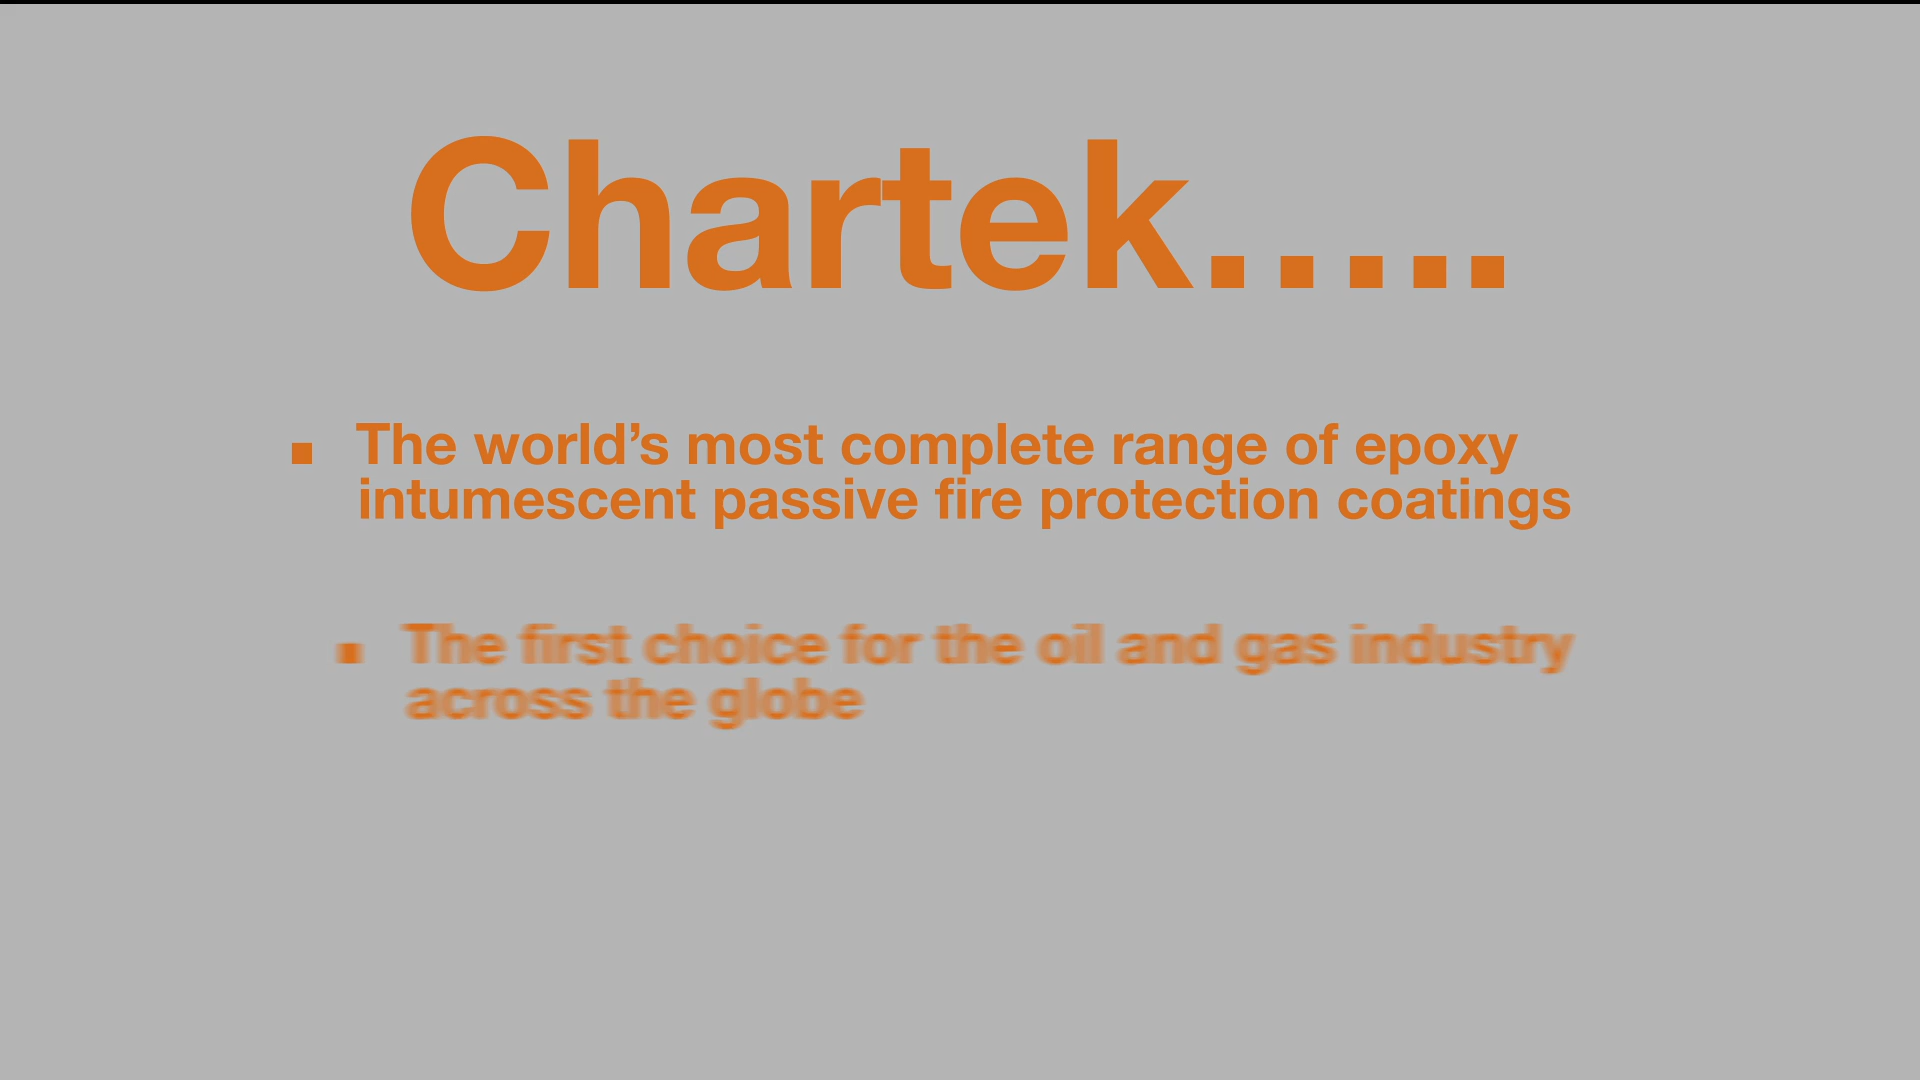 Chartek.....
▪ The world’s most complete range of epoxy
intumescent passive fire protection coatings
▪ The first choice for the oil and gas industry
across the globe